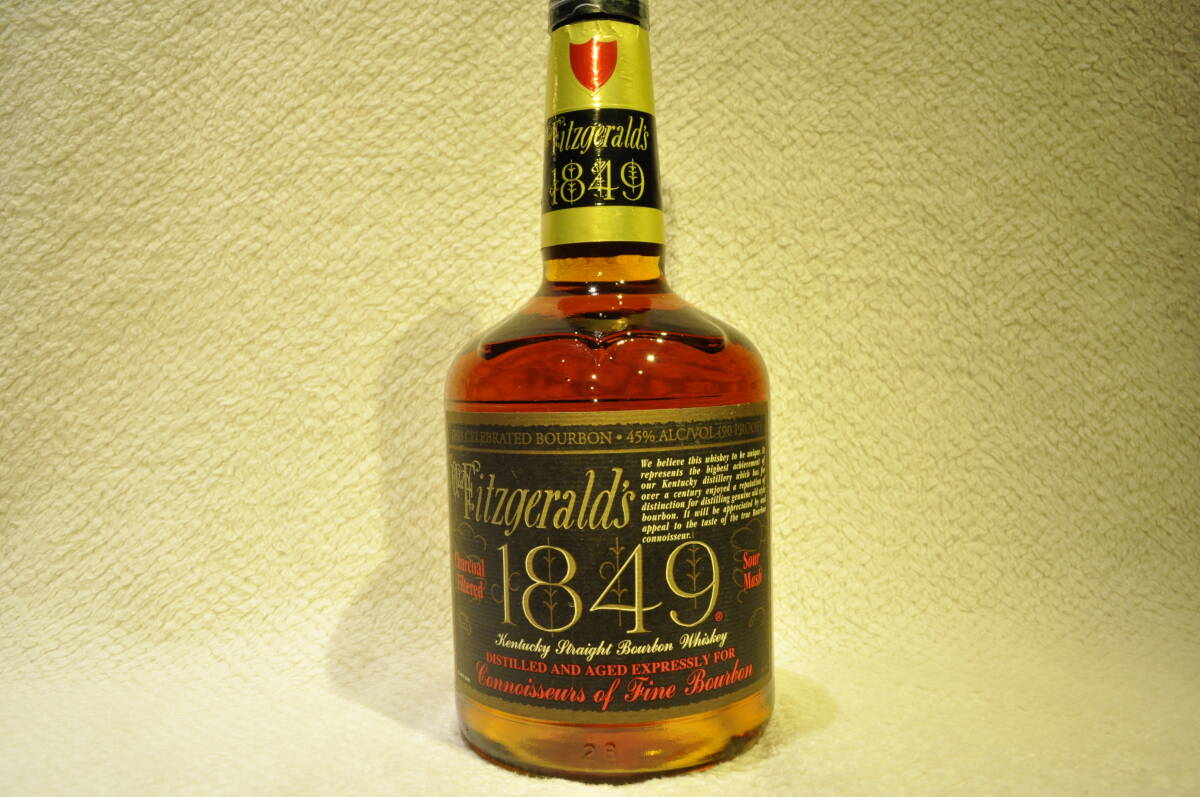 Fitzgerald's
1849
CELEBRATED BOURBON • 45% ALC/VOL (90 PROOF)
Fitzgerald's
We believe this whiskey to be unique. It
represents the highest achievement of
our Kentucky distillery which has for
over a century enjoyed a reputation of
distinction for distilling genuine old style
bourbon. It will be appreciated by and
appeal to the taste of the true Bourbon
connoisseur.
Charcoal
Filtered
1849®
Sour
Mash
Kentucky Straight Bourbon Whiskey
DISTILLED AND AGED EXPRESSLY FOR
Connoisseurs of Fine Bourbon
28